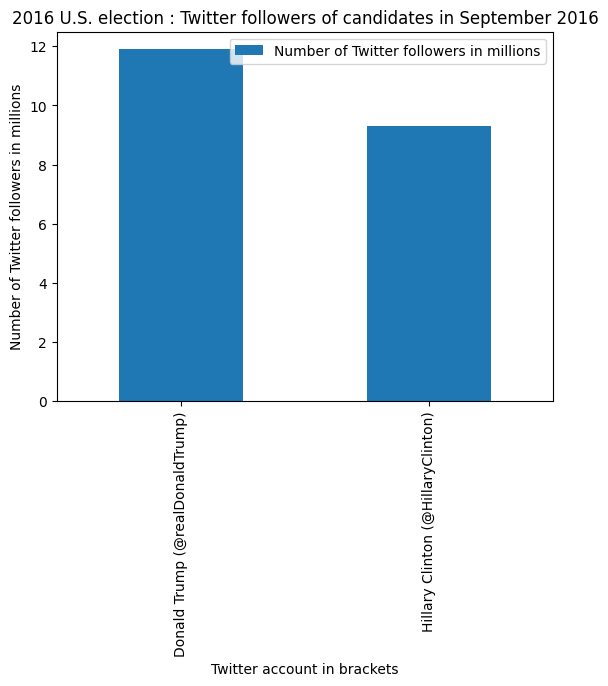 2016 U.S. election : Twitter followers of candidates in September 2016
Number of Twitter followers in millions
Number of Twitter followers in millions
12
10
8
6
4
2
0
Donald Trump (@realDonaldTrump)
Hillary Clinton (@HillaryClinton)
Twitter account in brackets